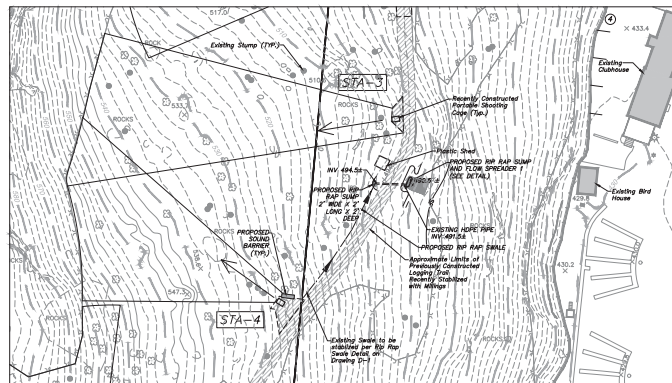 517.0
ROCK
Existing Stump (TYP.)
STA-3
510.
533.7
ROCKS
ROCKS
Recently Constructed
Portable Shooting
Cage (Typ.)
Plastic Shed
INV 494.5±
PROPOSED RIP
RAP SUMP
2" WIDE X 2"
LONG X 2"
DEEP
PROPOSED RIP RAP SUMP
AND FLOW SPREADER 1
(SEE DETAIL)
EXISTING HDPE PIPE
INV:491.5±
PROPOSED RIP RAP SWALE
Approximate Limits of
Previously Constructed
Logging Trail
Recently Stabilized
with Millings
PROPOSED
SOUND
BARRIER
(TYP.)
547.3
STA-4
ROCKS
ROCKS
Existing Swale to be
stabilized per Rip Rap
Swale Detail on
Drawing D-1
4
433.4
Existing
Clubhouse
Existing Bird
House
429.8
430.2